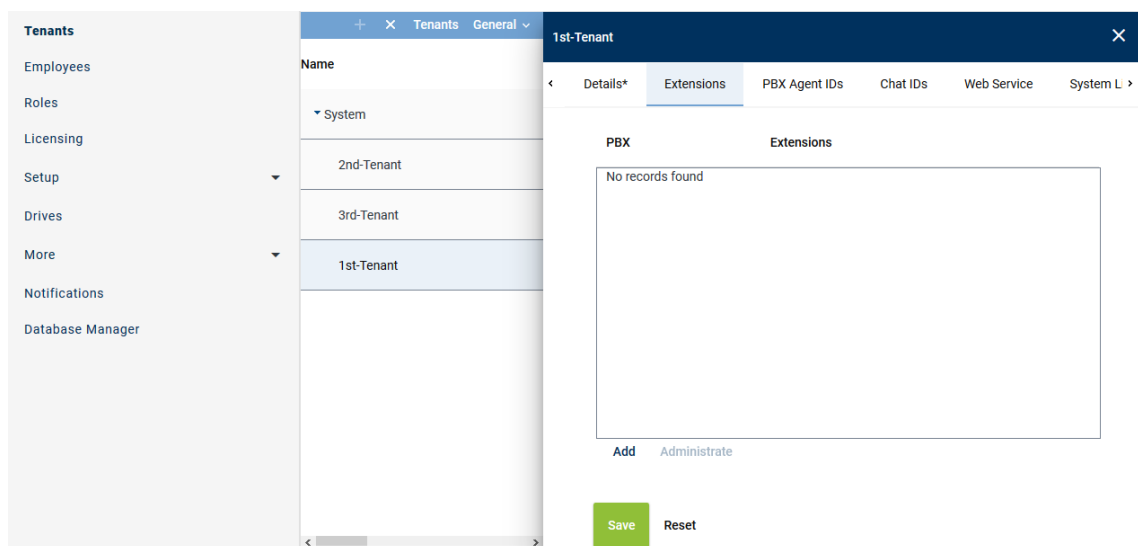 Tenants
Employees
Roles
Licensing
Setup
Drives
More
Notifications
Database Manager
+ × Tenants General
Name
System
2nd-Tenant
3rd-Tenant
1st-Tenant
1st-Tenant ×
Details* Extensions PBX Agent IDs Chat IDs Web Service System
PBX Extensions
No records found
Add Administrate
Save Reset